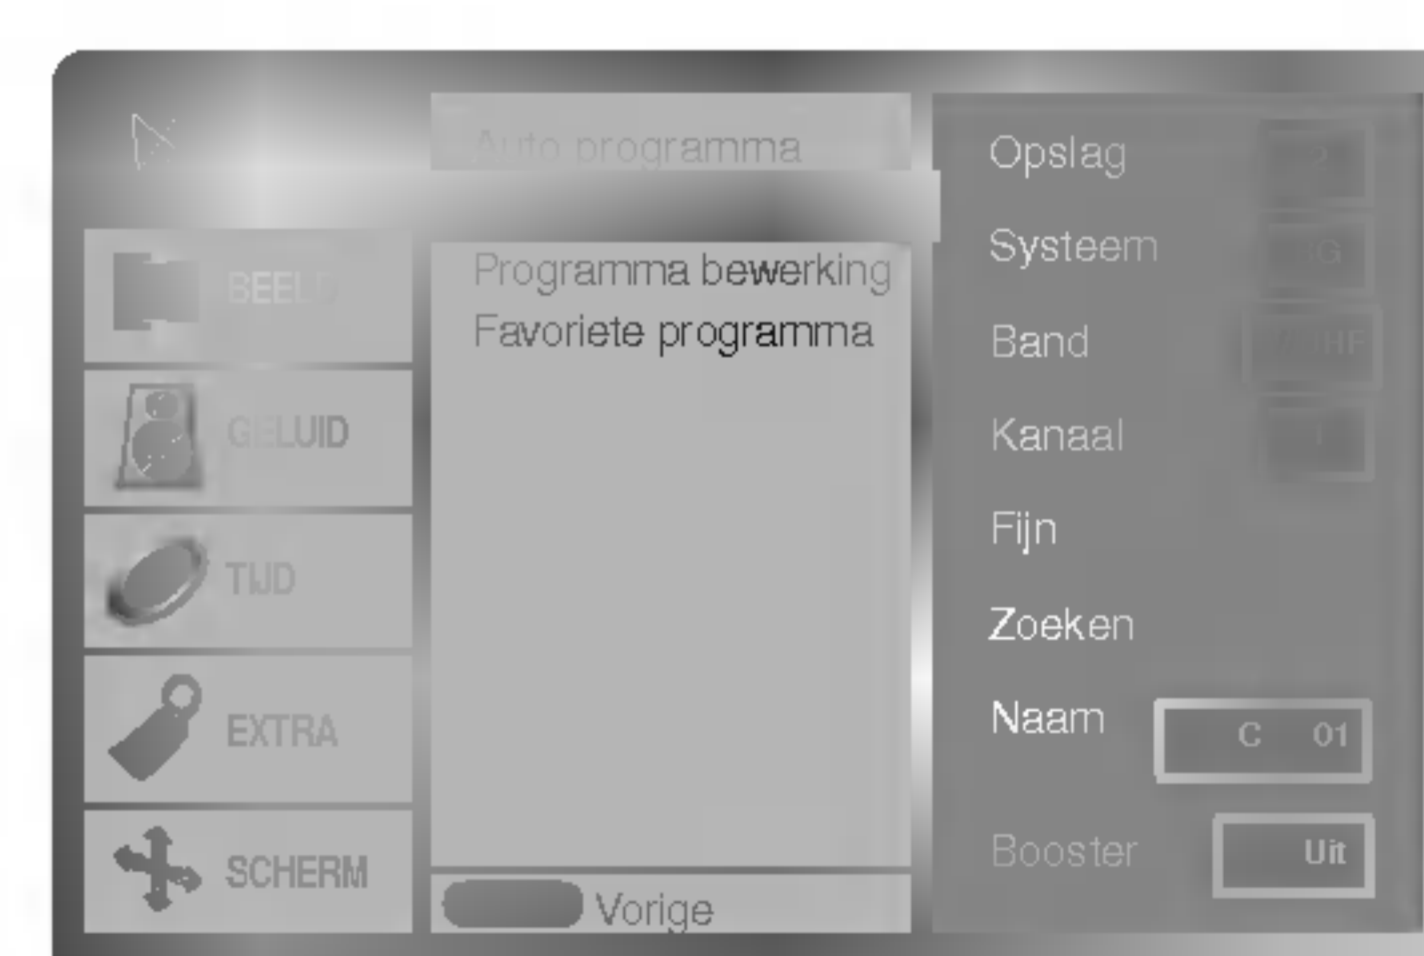 Auto programma
Programma bewerking
Favoriete programma
Vorige
BEELD
GELUID
TIJD
EXTRA
SCHERM
Opslag 2
Systeem
Band
Kanaal
Fijn
Zoeken
Naam C 01
Booster Uit